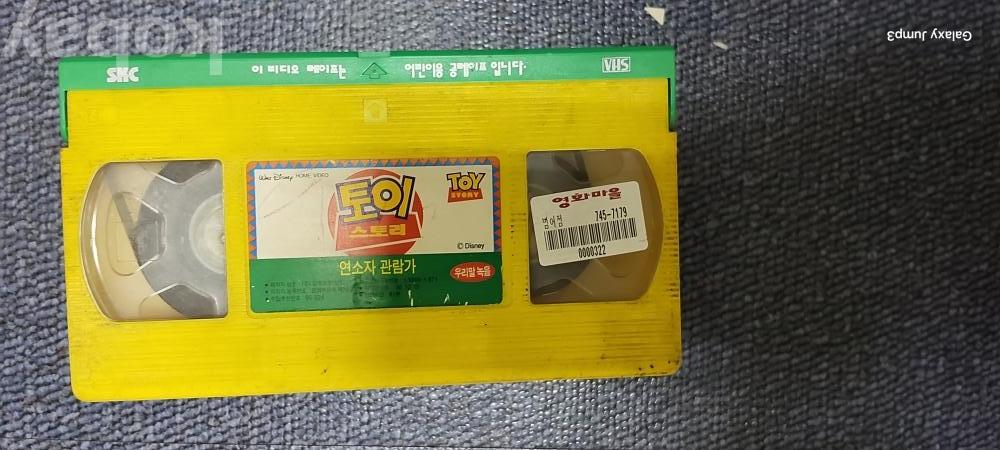 kobay
Galaxy Jump3
SKC
이 비디오 테이프는
어린이용 공테이프 입니다.
VHS
WALT DISNEY HOME VIDEO
토이
스토리
TOY
STORY
© Disney
연소자 관람가
우리말 녹음
영화마을
범어점
745-7179
0000322